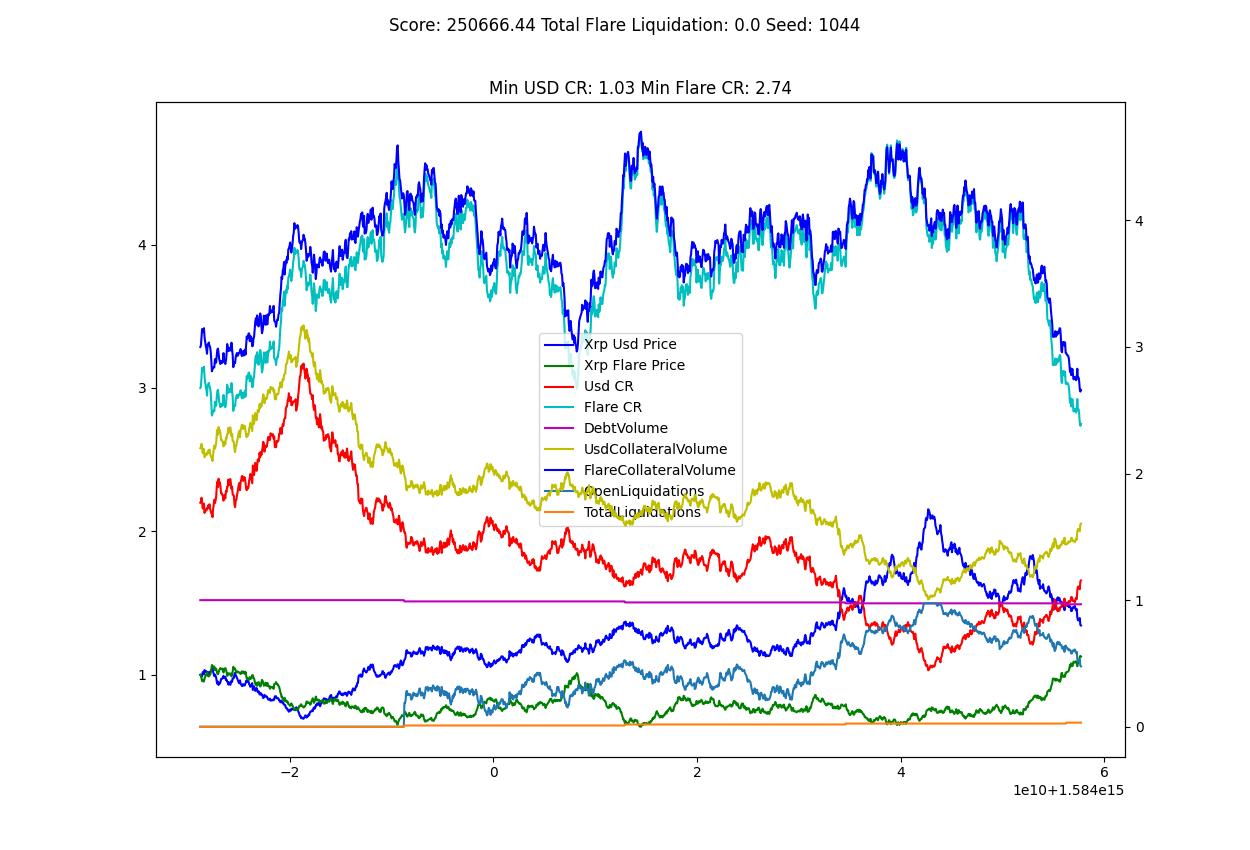 Score: 250666.44 Total Flare Liquidation: 0.0 Seed: 1044
Min USD CR: 1.03 Min Flare CR: 2.74
4
3
2
1
4
3
2
1
0
Xrp Usd Price
Xrp Flare Price
Usd CR
Flare CR
DebtVolume
UsdCollateralVolume
FlareCollateralVolume
OpenLiquidations
TotalLiquidations
−2 0 2 4 6
1e10+1.584e15